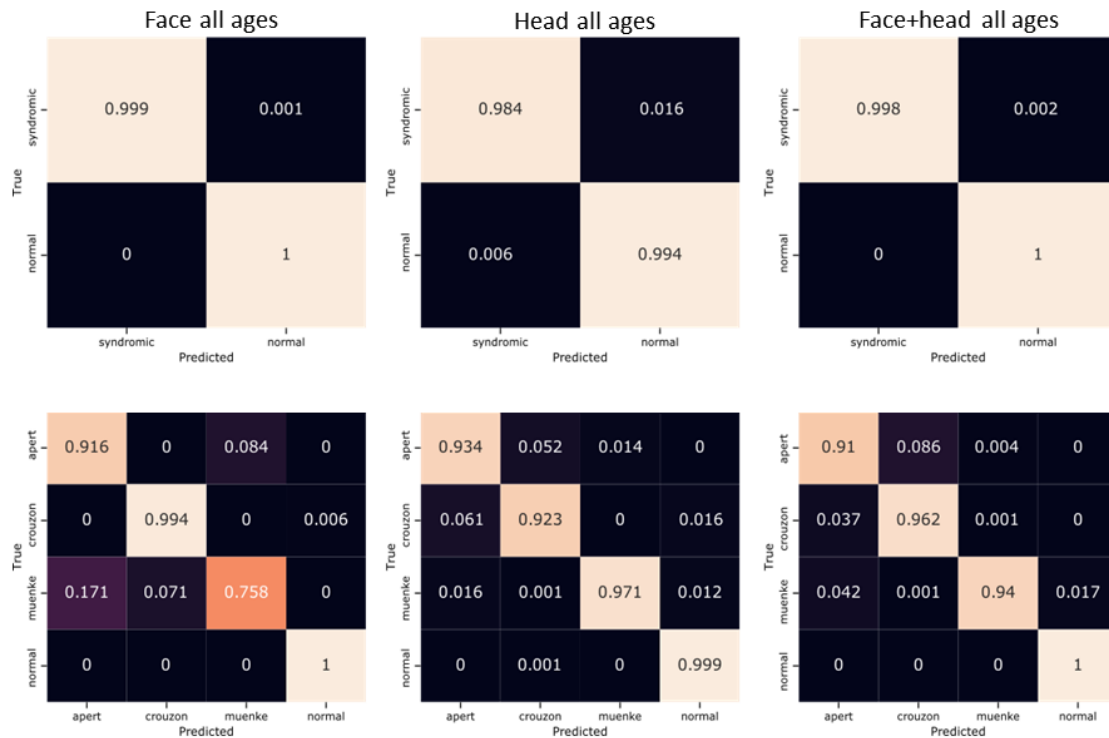 Face all ages
Head all ages
Face+head all ages
True
syndromic
0.999 0.001
normal
0 1
syndromic normal
Predicted
True
syndromic
0.984 0.016
normal
0.006 0.994
syndromic normal
Predicted
True
syndromic
0.998 0.002
normal
0 1
syndromic normal
Predicted
True
apert
0.916 0 0.084 0
crouzon
0 0.994 0 0.006
muenke
0.171 0.071 0.758 0
normal
0 0 0 1
apert crouzon muenke normal
Predicted
True
apert
0.934 0.052 0.014 0
crouzon
0.061 0.923 0 0.016
muenke
0.016 0.001 0.971 0.012
normal
0 0.001 0 0.999
apert crouzon muenke normal
Predicted
True
apert
0.91 0.086 0.004 0
crouzon
0.037 0.962 0.001 0
muenke
0.042 0.001 0.94 0.017
normal
0 0 0 1
apert crouzon muenke normal
Predicted